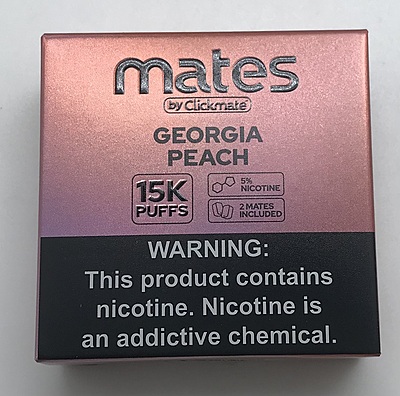 mates
by Clickmate
GEORGIA
PEACH
15K
PUFFS
5%
NICOTINE
2 MATES
INCLUDED
WARNING:
This product contains
nicotine. Nicotine is
an addictive chemical.